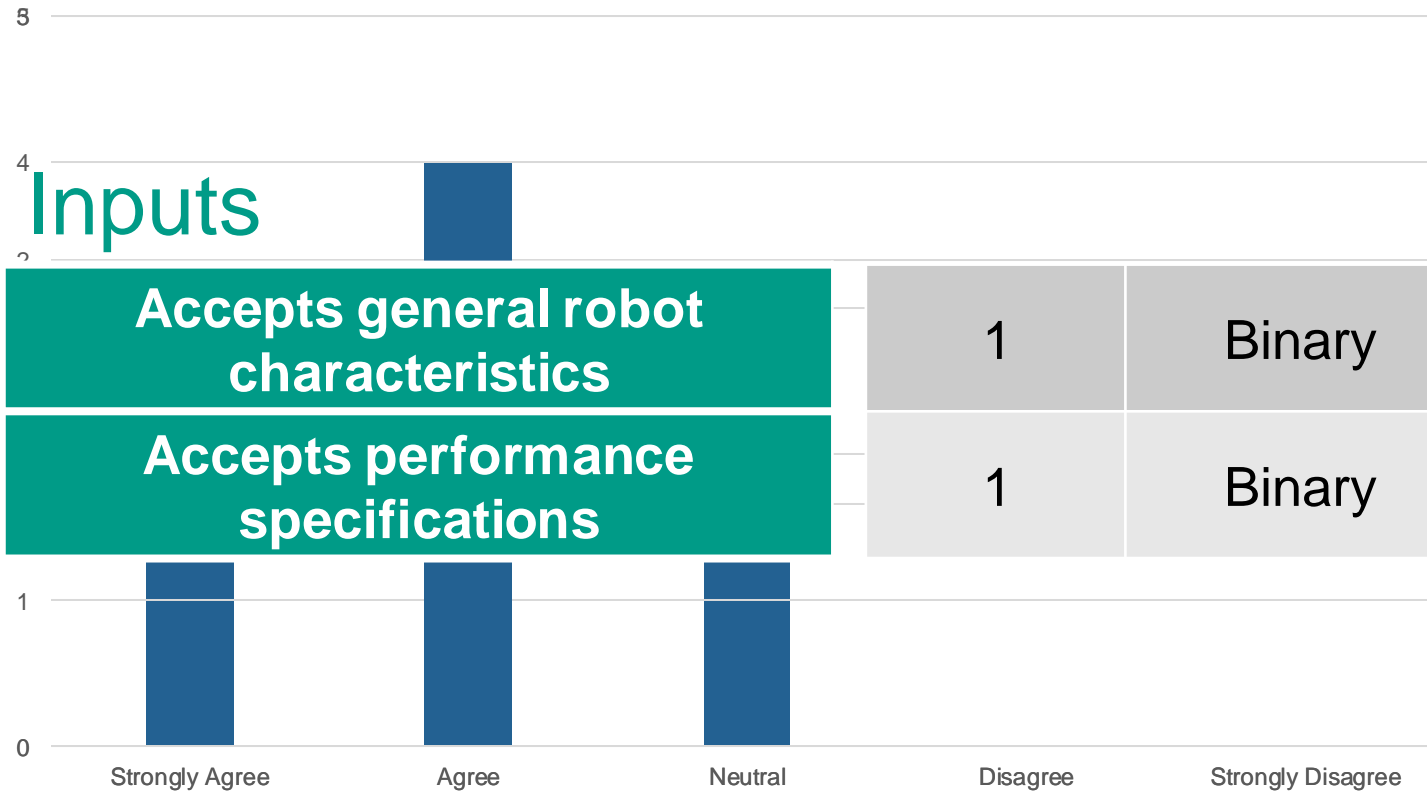 4
Inputs
Accepts general robot
characteristics
1
Binary
Accepts performance
specifications
1
Binary
1
0
Strongly Agree
Agree
Neutral
Disagree
Strongly Disagree